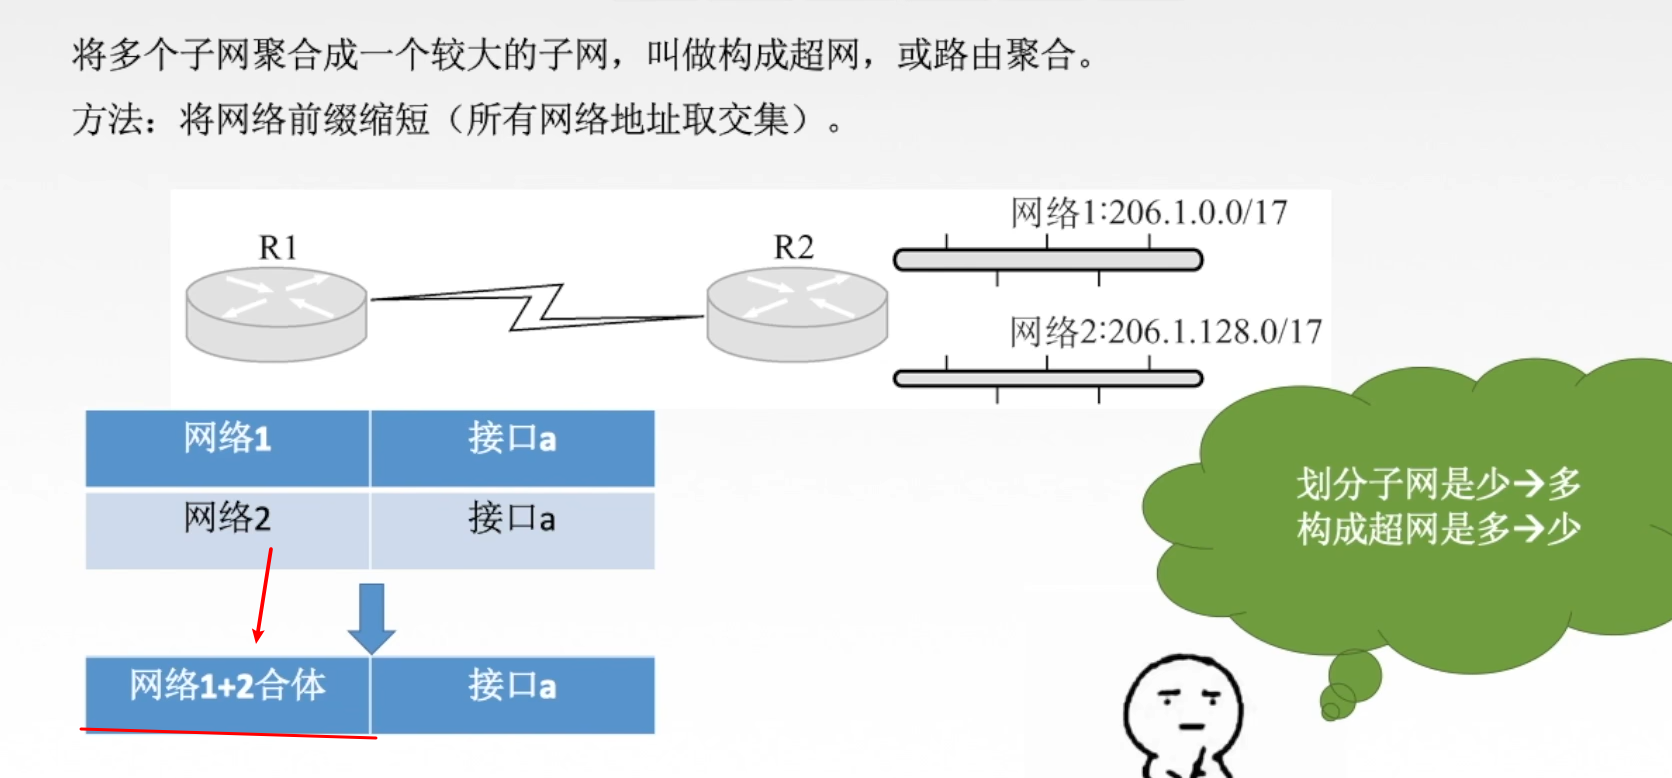 将多个子网聚合成一个较大的子网，叫做构成超网，或路由聚合。
方法：将网络前缀缩短（所有网络地址取交集）。
网络1:206.1.0.0/17
R1
R2
网络2:206.1.128.0/17
网络1 接口a
网络2 接口a
划分子网是少→多
构成超网是多→少
网络1+2合体 接口a